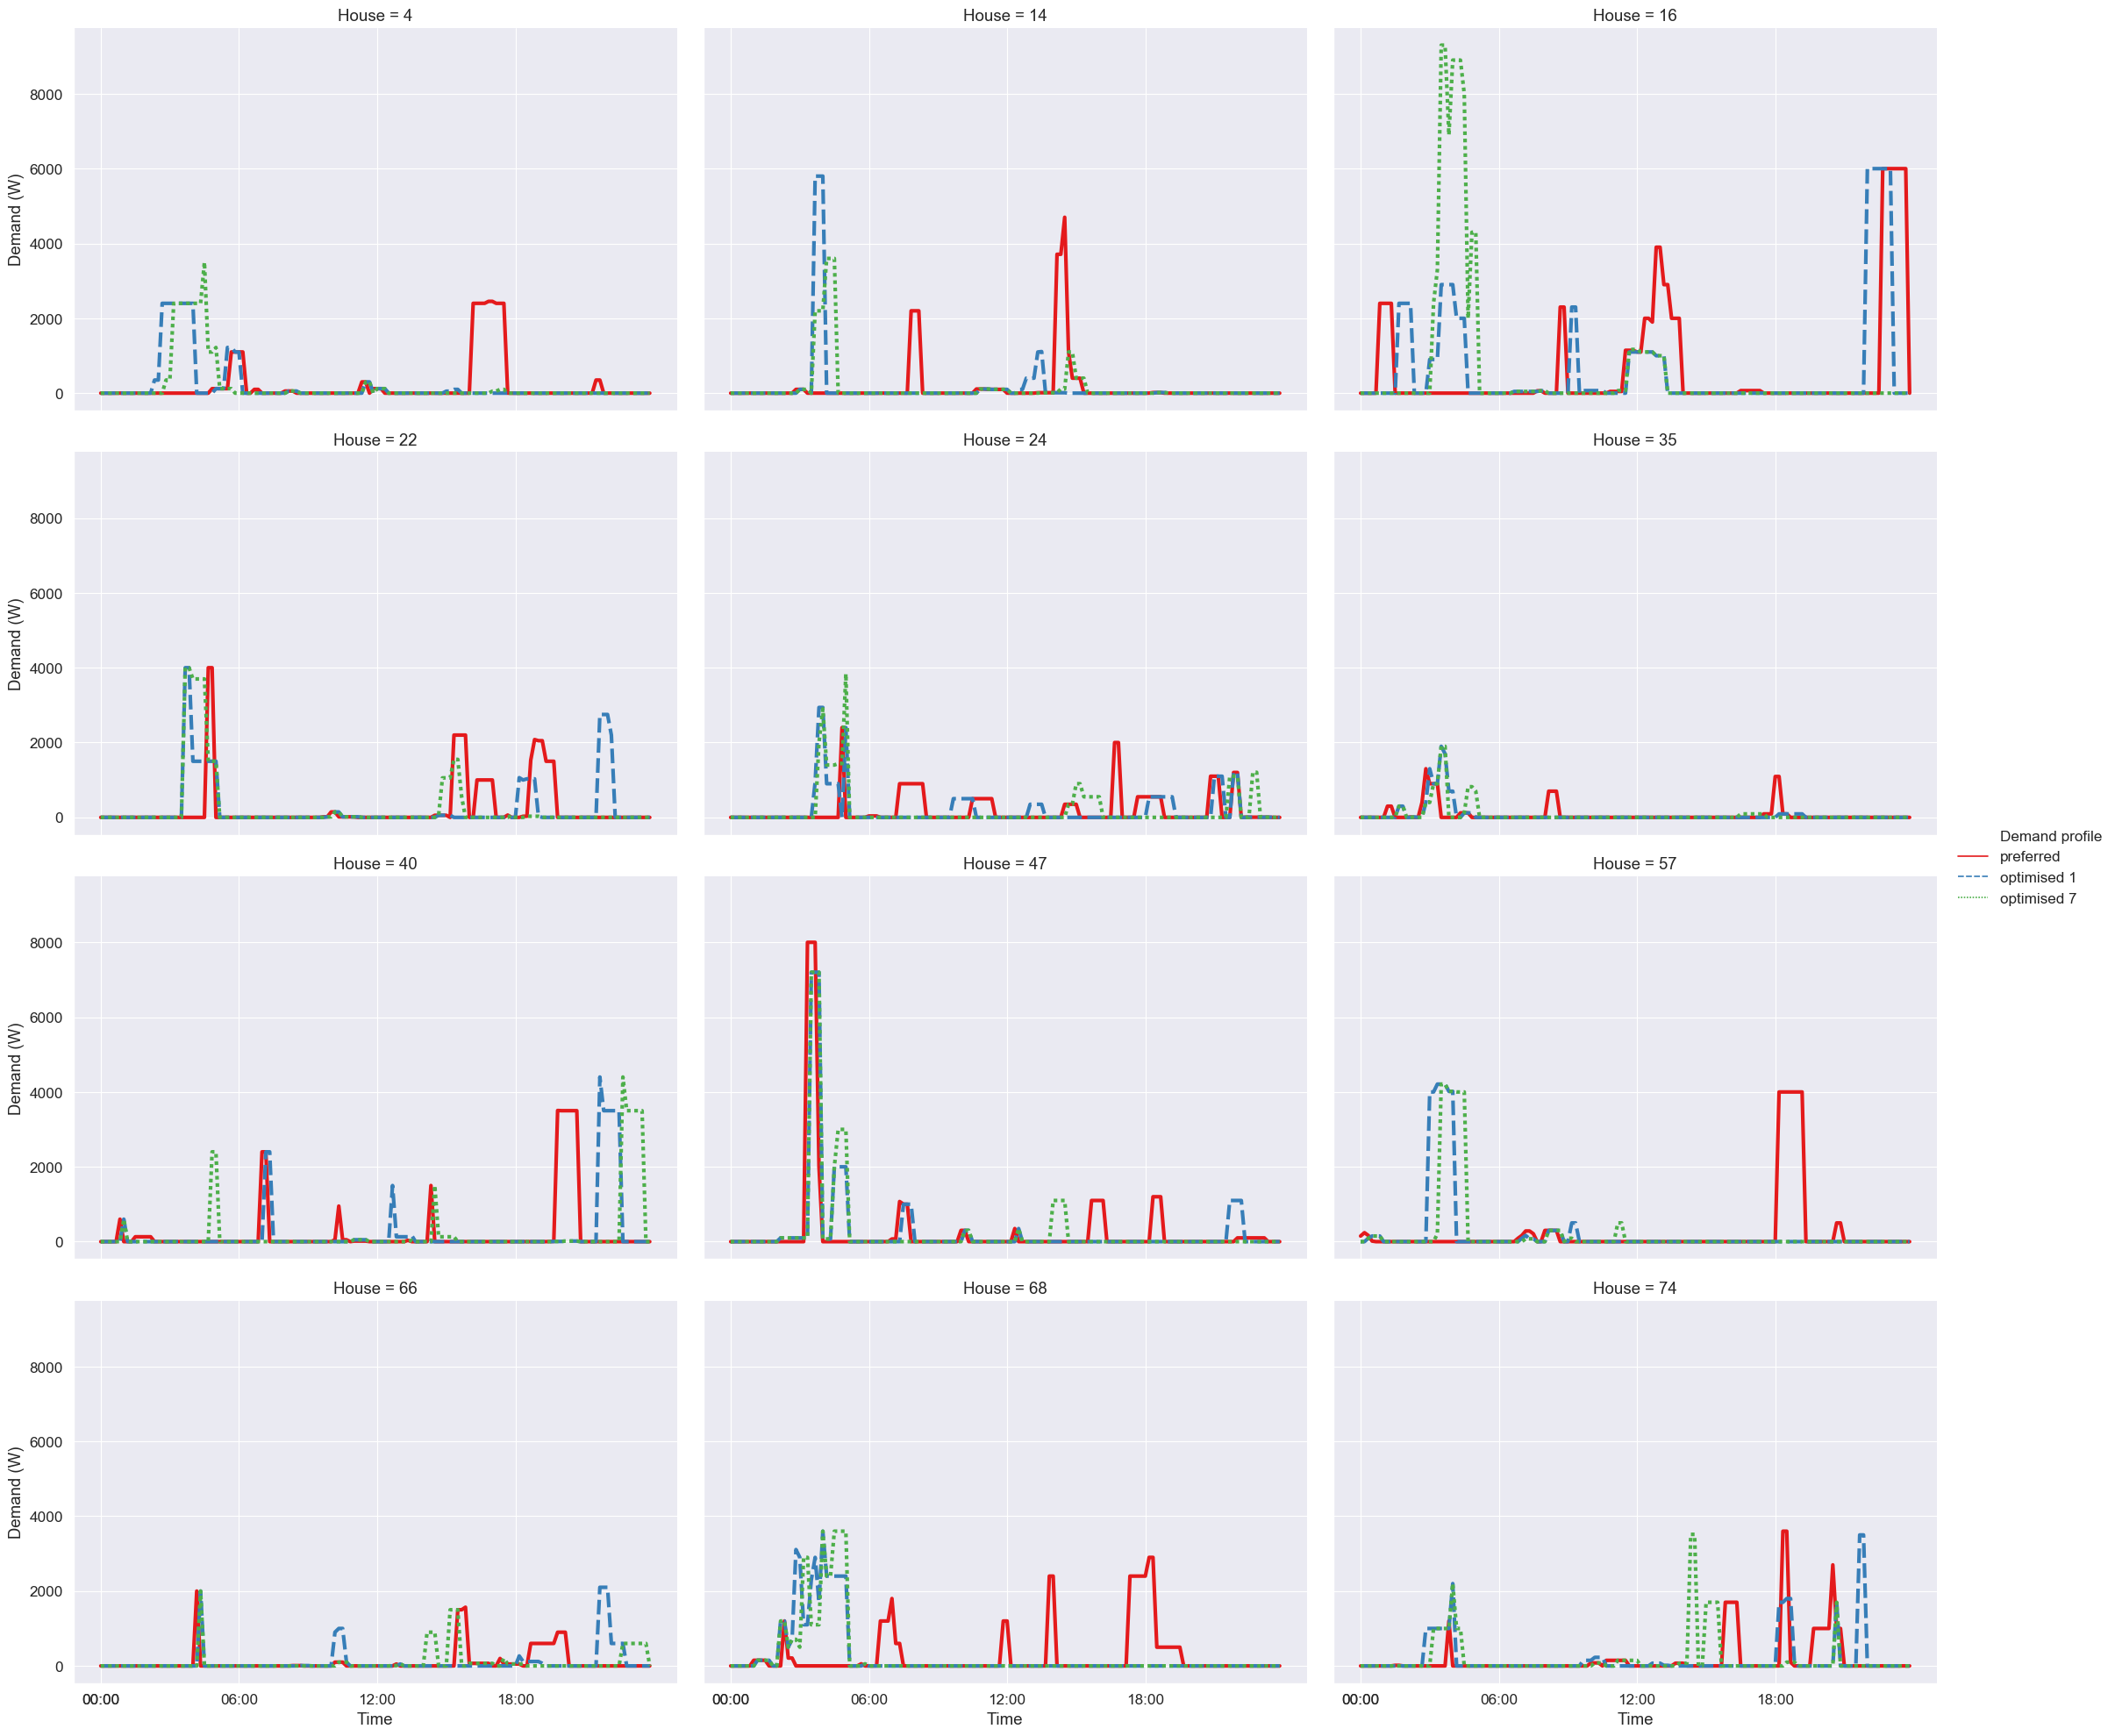 House = 4
House = 14
House = 16
8000
6000
4000
2000
0
Demand (W)
House = 22
House = 24
House = 35
8000
6000
4000
2000
0
Demand (W)
Demand profile
preferred
optimised 1
optimised 7
House = 40
House = 47
House = 57
8000
6000
4000
2000
0
Demand (W)
House = 66
House = 68
House = 74
8000
6000
4000
2000
0
Demand (W)
00:00 06:00 12:00 18:00
00:00 06:00 12:00 18:00
00:00 06:00 12:00 18:00
Time
Time
Time